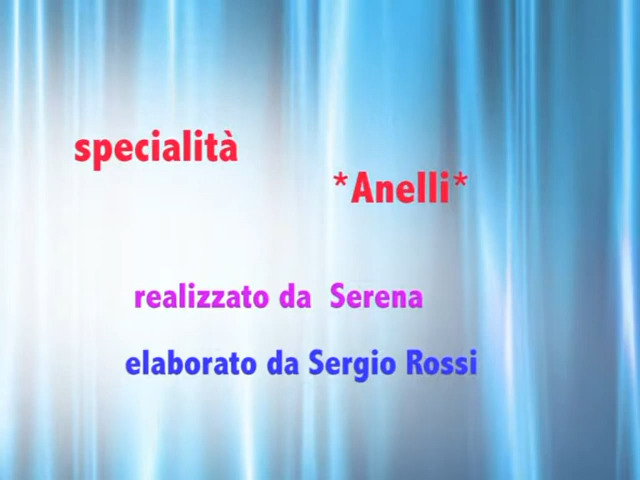 specialità
*Anelli*
realizzato da Serena
elaborato da Sergio Rossi